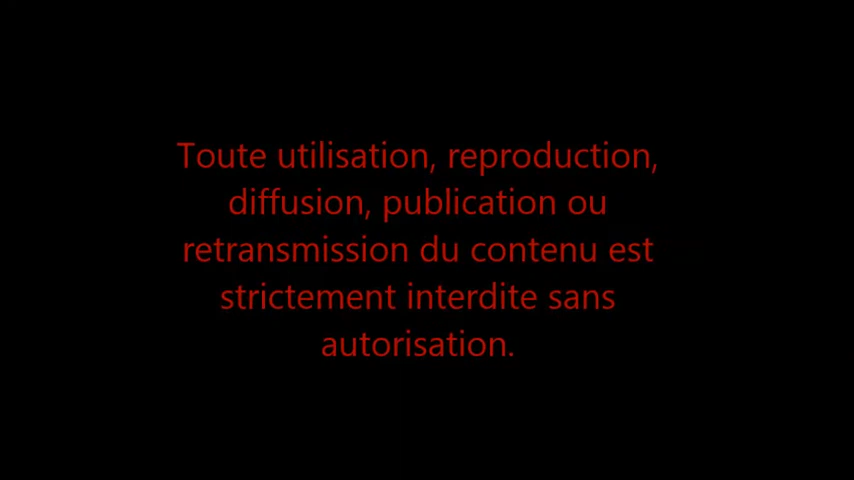 Toute utilisation, reproduction,
diffusion, publication ou
retransmission du contenu est
strictement interdite sans
autorisation.